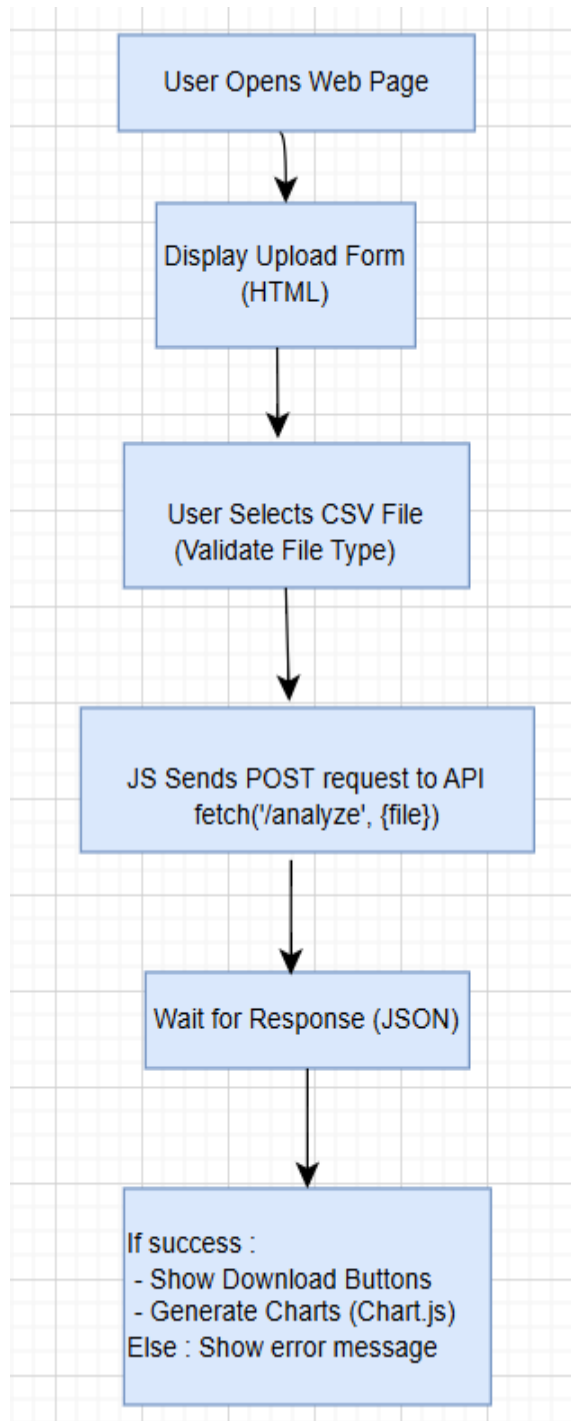 User Opens Web Page
Display Upload Form
(HTML)
User Selects CSV File
(Validate File Type)
JS Sends POST request to API
fetch('/analyze', {file})
Wait for Response (JSON)
If success :
- Show Download Buttons
- Generate Charts (Chart.js)
Else : Show error message